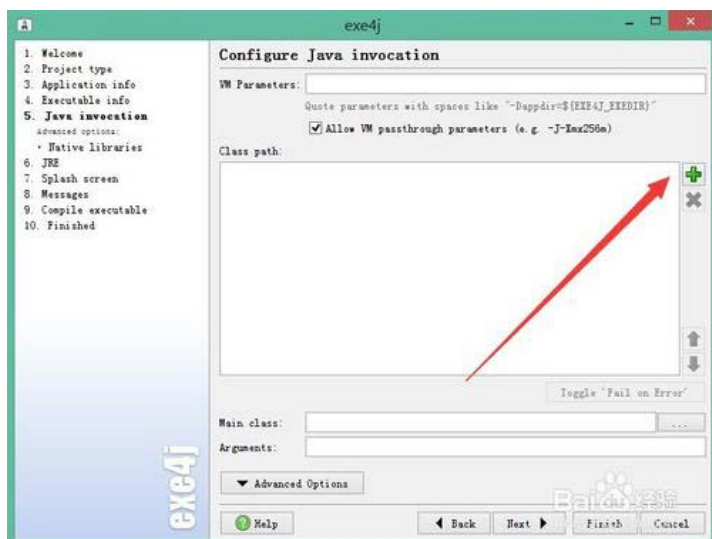 exe4j
1. Welcome
2. Project type
3. Application info
4. Executable info
5. Java invocation
Advanced options:
· Native libraries
6. JRE
7. Splash screen
8. Messages
9. Compile executable
10. Finished
exe4j
Configure Java invocation
VM Parameters:
Quote parameters with spaces like "-Dappdir=${EXE4J_EXEDIR}"
Allow VM passthrough parameters (e.g. -J-Xmx256m)
Class path:
Toggle 'Fail on Error'
Main class:
...
Arguments:
Advanced Options
Help
Back
Next
Finish
Cancel
Bai 经验